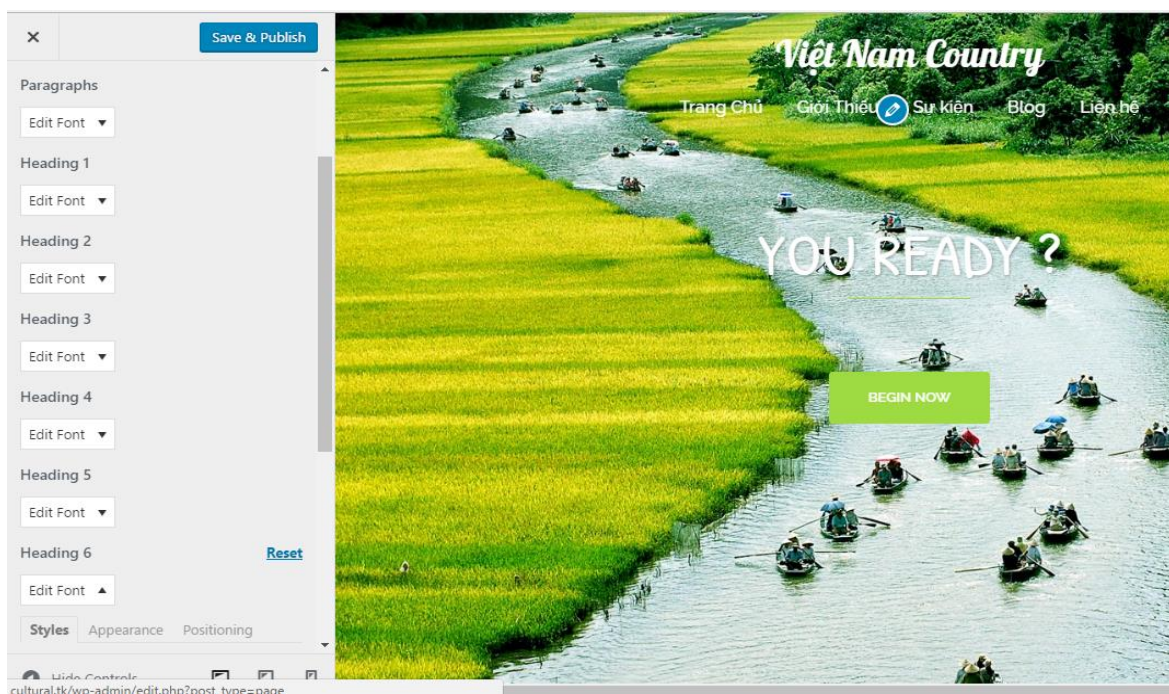 × Save & Publish
Paragraphs
Edit Font ▼
Heading 1
Edit Font ▼
Heading 2
Edit Font ▼
Heading 3
Edit Font ▼
Heading 4
Edit Font ▼
Heading 5
Edit Font ▼
Heading 6 Reset
Edit Font ▲
Styles Appearance Positioning
Hide Controls
cultural.tk/wp-admin/edit.php?post_type=page
Việt Nam Country
Trang Chủ Giới Thiệu Sự kiện Blog Liên hệ
YOU READY ?
BEGIN NOW